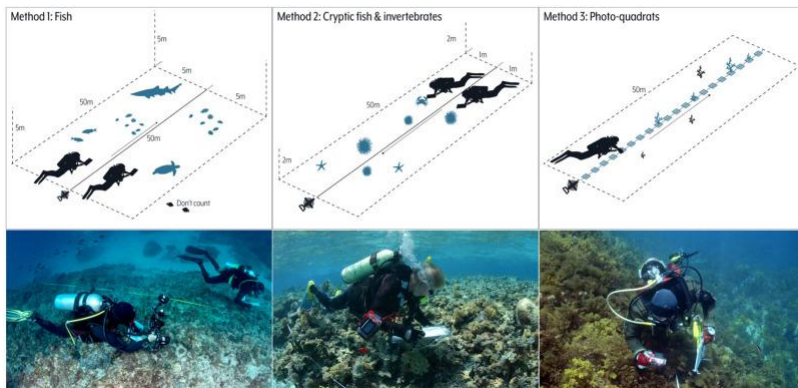 Method 1: Fish
5m
5m
5m
50m
5m
50m
Don't count
Method 2: Cryptic fish & invertebrates
2m
1m
1m
50m
2m
Method 3: Photo-quadrats
50m